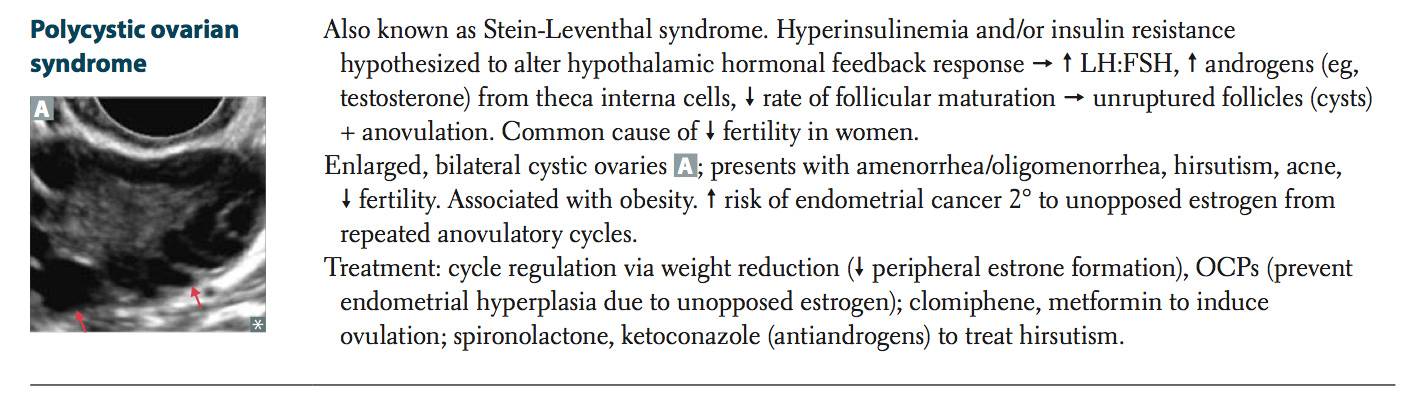 Polycystic ovarian
syndrome
A
*
Also known as Stein-Leventhal syndrome. Hyperinsulinemia and/or insulin resistance
hypothesized to alter hypothalamic hormonal feedback response → ↑ LH:FSH, ↑ androgens (eg,
testosterone) from theca interna cells, ↓ rate of follicular maturation → unruptured follicles (cysts)
+ anovulation. Common cause of ↓ fertility in women.
Enlarged, bilateral cystic ovaries A; presents with amenorrhea/oligomenorrhea, hirsutism, acne,
↓ fertility. Associated with obesity. ↑ risk of endometrial cancer 2° to unopposed estrogen from
repeated anovulatory cycles.
Treatment: cycle regulation via weight reduction (↓ peripheral estrone formation), OCPs (prevent
endometrial hyperplasia due to unopposed estrogen); clomiphene, metformin to induce
ovulation; spironolactone, ketoconazole (antiandrogens) to treat hirsutism.